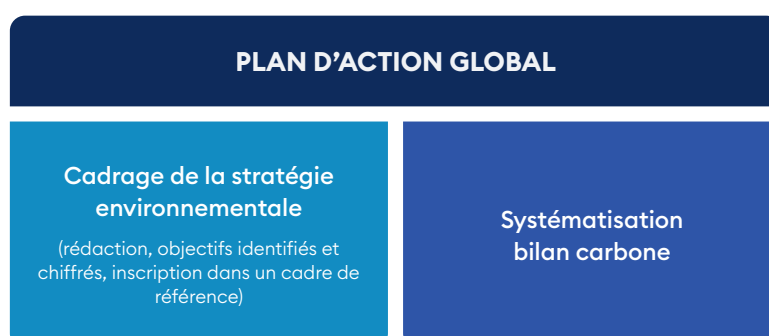 PLAN D’ACTION GLOBAL
Cadrage de la stratégie
environnementale
(rédaction, objectifs identifiés et
chiffrés, inscription dans un cadre de
référence)
Systématisation
bilan carbone